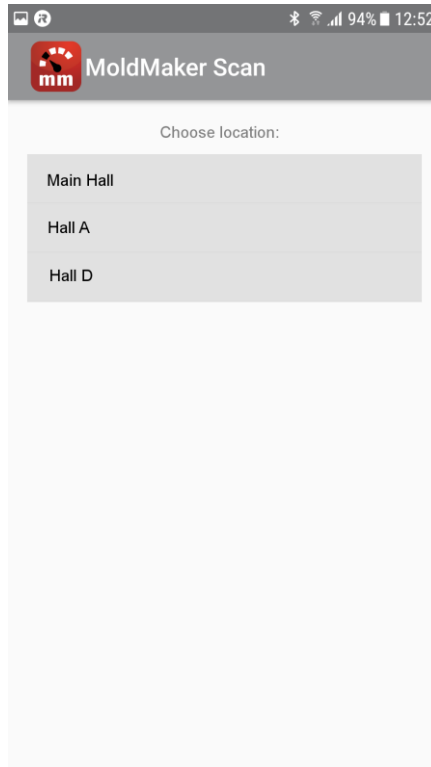 94% 12:52
mm MoldMaker Scan
Choose location:
Main Hall
Hall A
Hall D